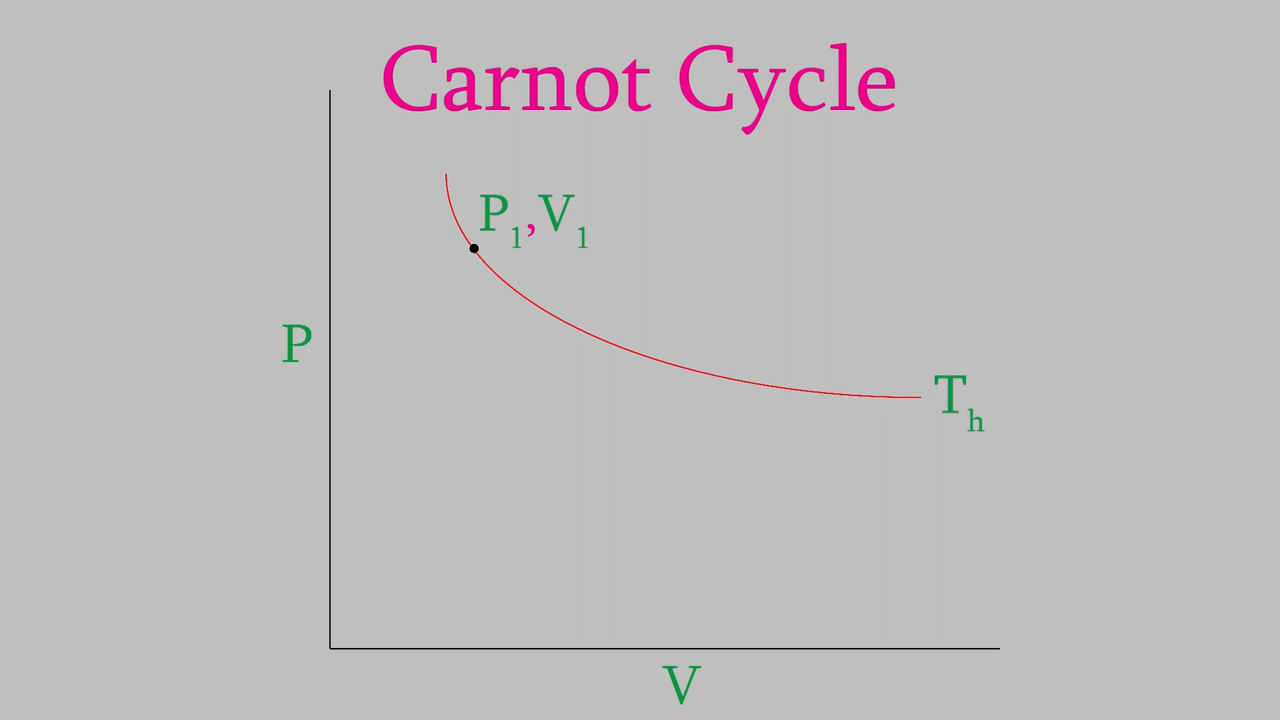 Carnot Cycle
P₁,V₁
P
Tₕ
V